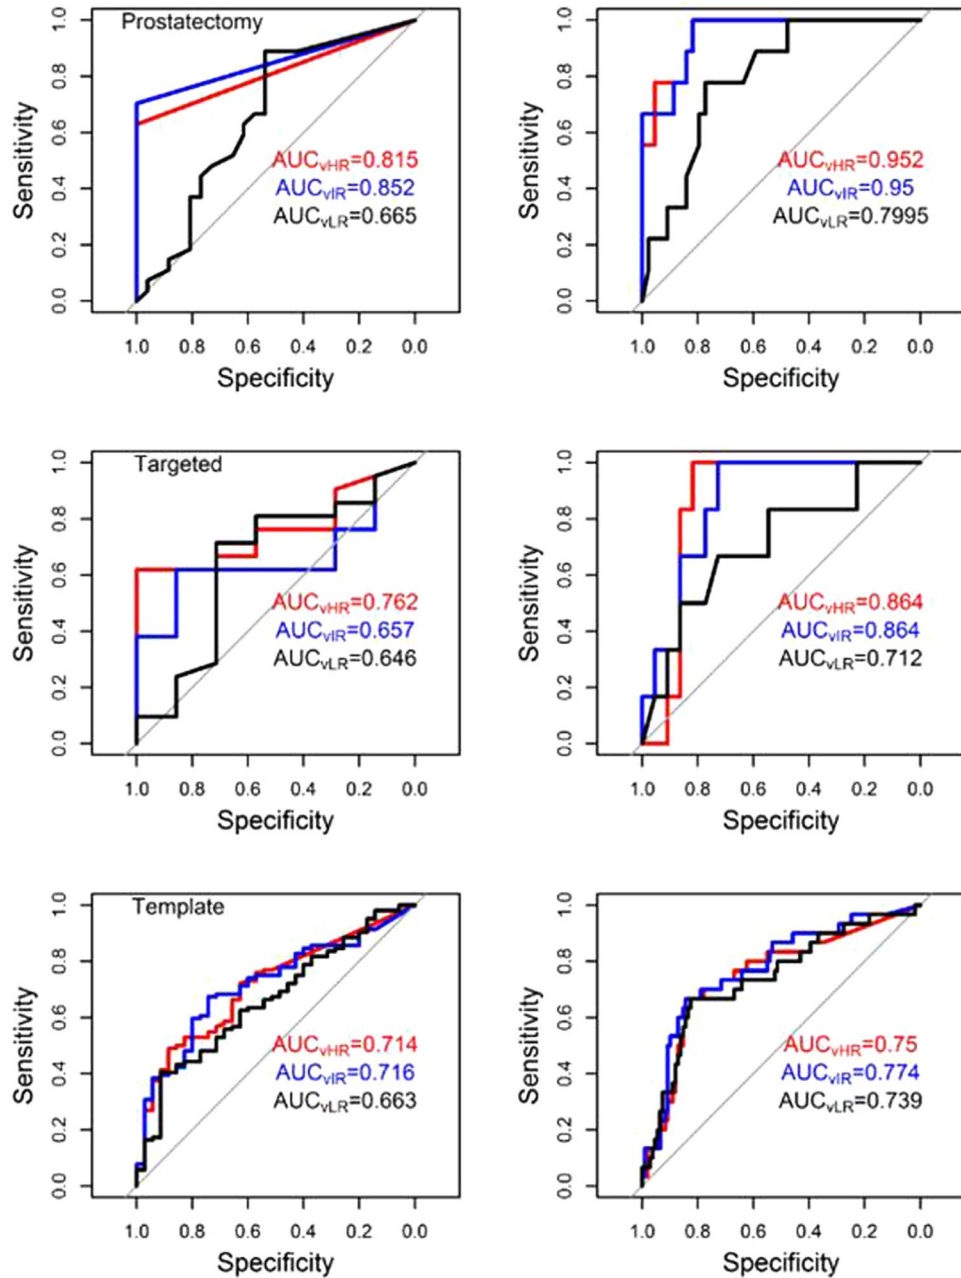 Prostatectomy
Sensitivity
0.0 0.2 0.4 0.6 0.8 1.0
AUCvHR=0.815
AUCvIR=0.852
AUCvLR=0.665
1.0 0.8 0.6 0.4 0.2 0.0
Specificity
Sensitivity
0.0 0.2 0.4 0.6 0.8 1.0
AUCvHR=0.952
AUCvIR=0.95
AUCvLR=0.7995
1.0 0.8 0.6 0.4 0.2 0.0
Specificity
Targeted
Sensitivity
0.0 0.2 0.4 0.6 0.8 1.0
AUCvHR=0.762
AUCvIR=0.657
AUCvLR=0.646
1.0 0.8 0.6 0.4 0.2 0.0
Specificity
Sensitivity
0.0 0.2 0.4 0.6 0.8 1.0
AUCvHR=0.864
AUCvIR=0.864
AUCvLR=0.712
1.0 0.8 0.6 0.4 0.2 0.0
Specificity
Template
Sensitivity
0.0 0.2 0.4 0.6 0.8 1.0
AUCvHR=0.714
AUCvIR=0.716
AUCvLR=0.663
1.0 0.8 0.6 0.4 0.2 0.0
Specificity
Sensitivity
0.0 0.2 0.4 0.6 0.8 1.0
AUCvHR=0.75
AUCvIR=0.774
AUCvLR=0.739
1.0 0.8 0.6 0.4 0.2 0.0
Specificity